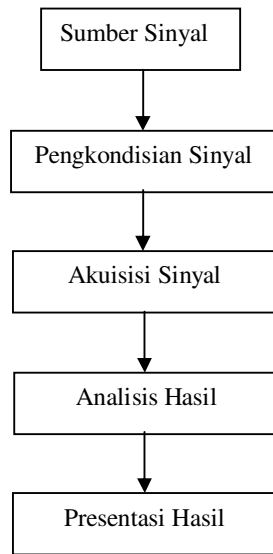 Sumber Sinyal
Pengkondisian Sinyal
Akuisisi Sinyal
Analisis Hasil
Presentasi Hasil